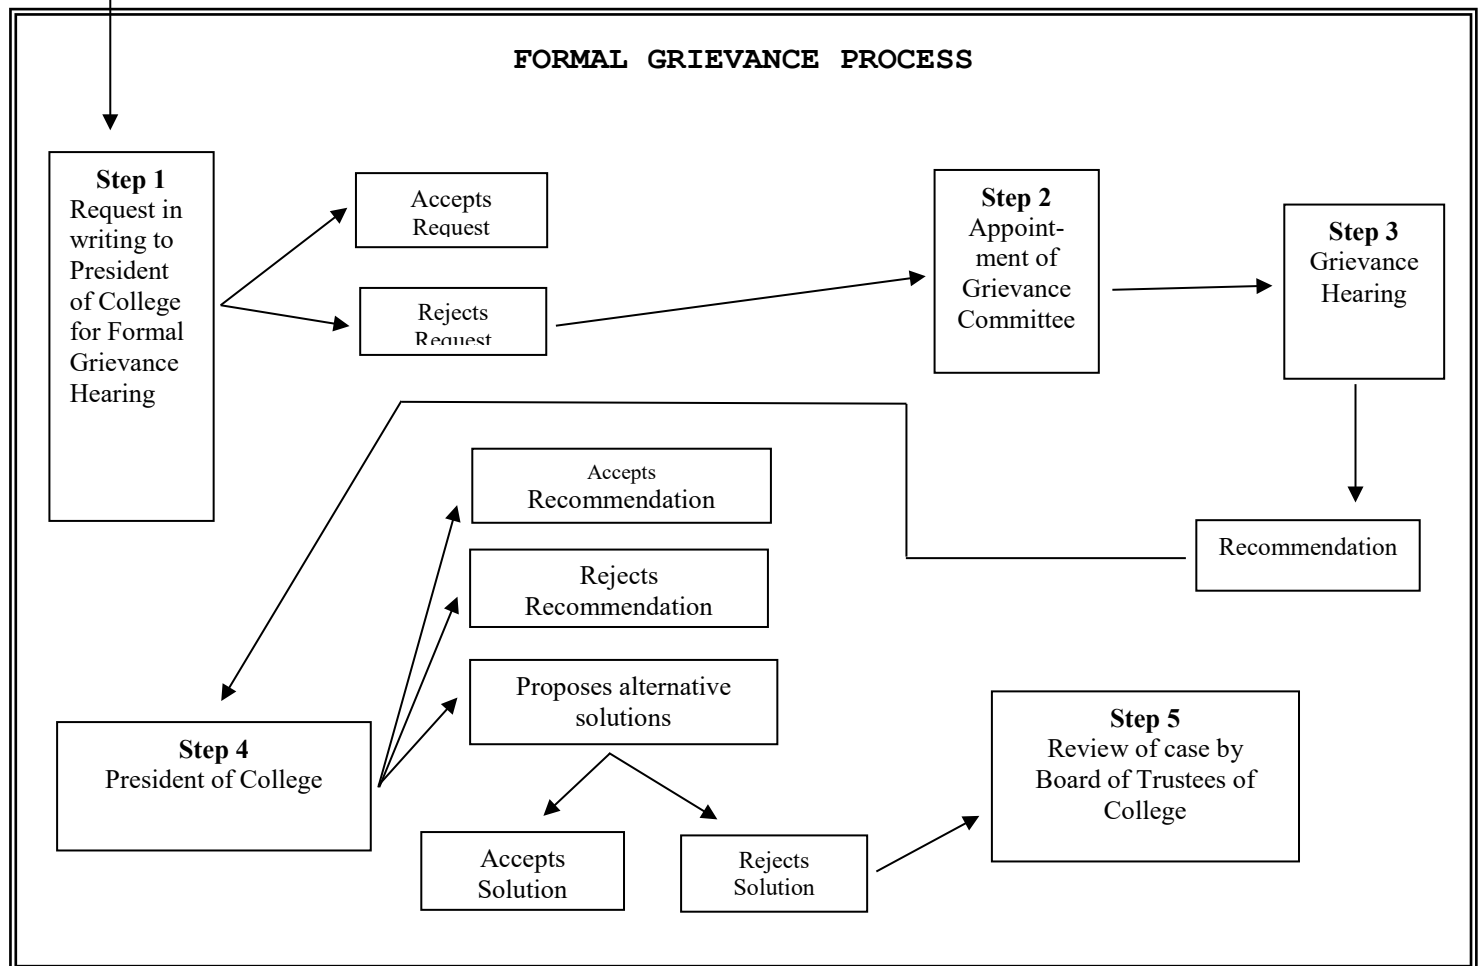 FORMAL GRIEVANCE PROCESS
Step 1
Request in
writing to
President
of College
for Formal
Grievance
Hearing
Accepts
Request
Rejects
Request
Step 2
Appoint-
ment of
Grievance
Committee
Step 3
Grievance
Hearing
Recommendation
Accepts
Recommendation
Rejects
Recommendation
Proposes alternative
solutions
Step 4
President of College
Accepts
Solution
Rejects
Solution
Step 5
Review of case by
Board of Trustees of
College